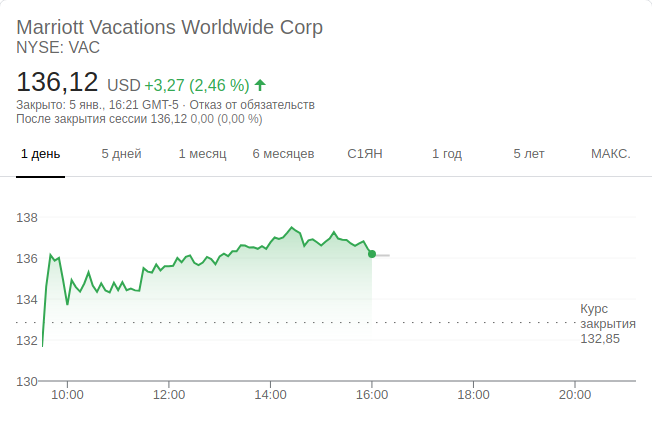 Marriott Vacations Worldwide Corp
NYSE: VAC
136,12 USD +3,27 (2,46 %)
Закрыто: 5 янв., 16:21 GMT-5 · Отказ от обязательств
После закрытия сессии 136,12 0,00 (0,00 %)
1 день 5 дней 1 месяц 6 месяцев С1ЯН 1 год 5 лет МАКС.
138
136
134
Курс
закрытия
132,85
132
130
10:00 12:00 14:00 16:00 18:00 20:00